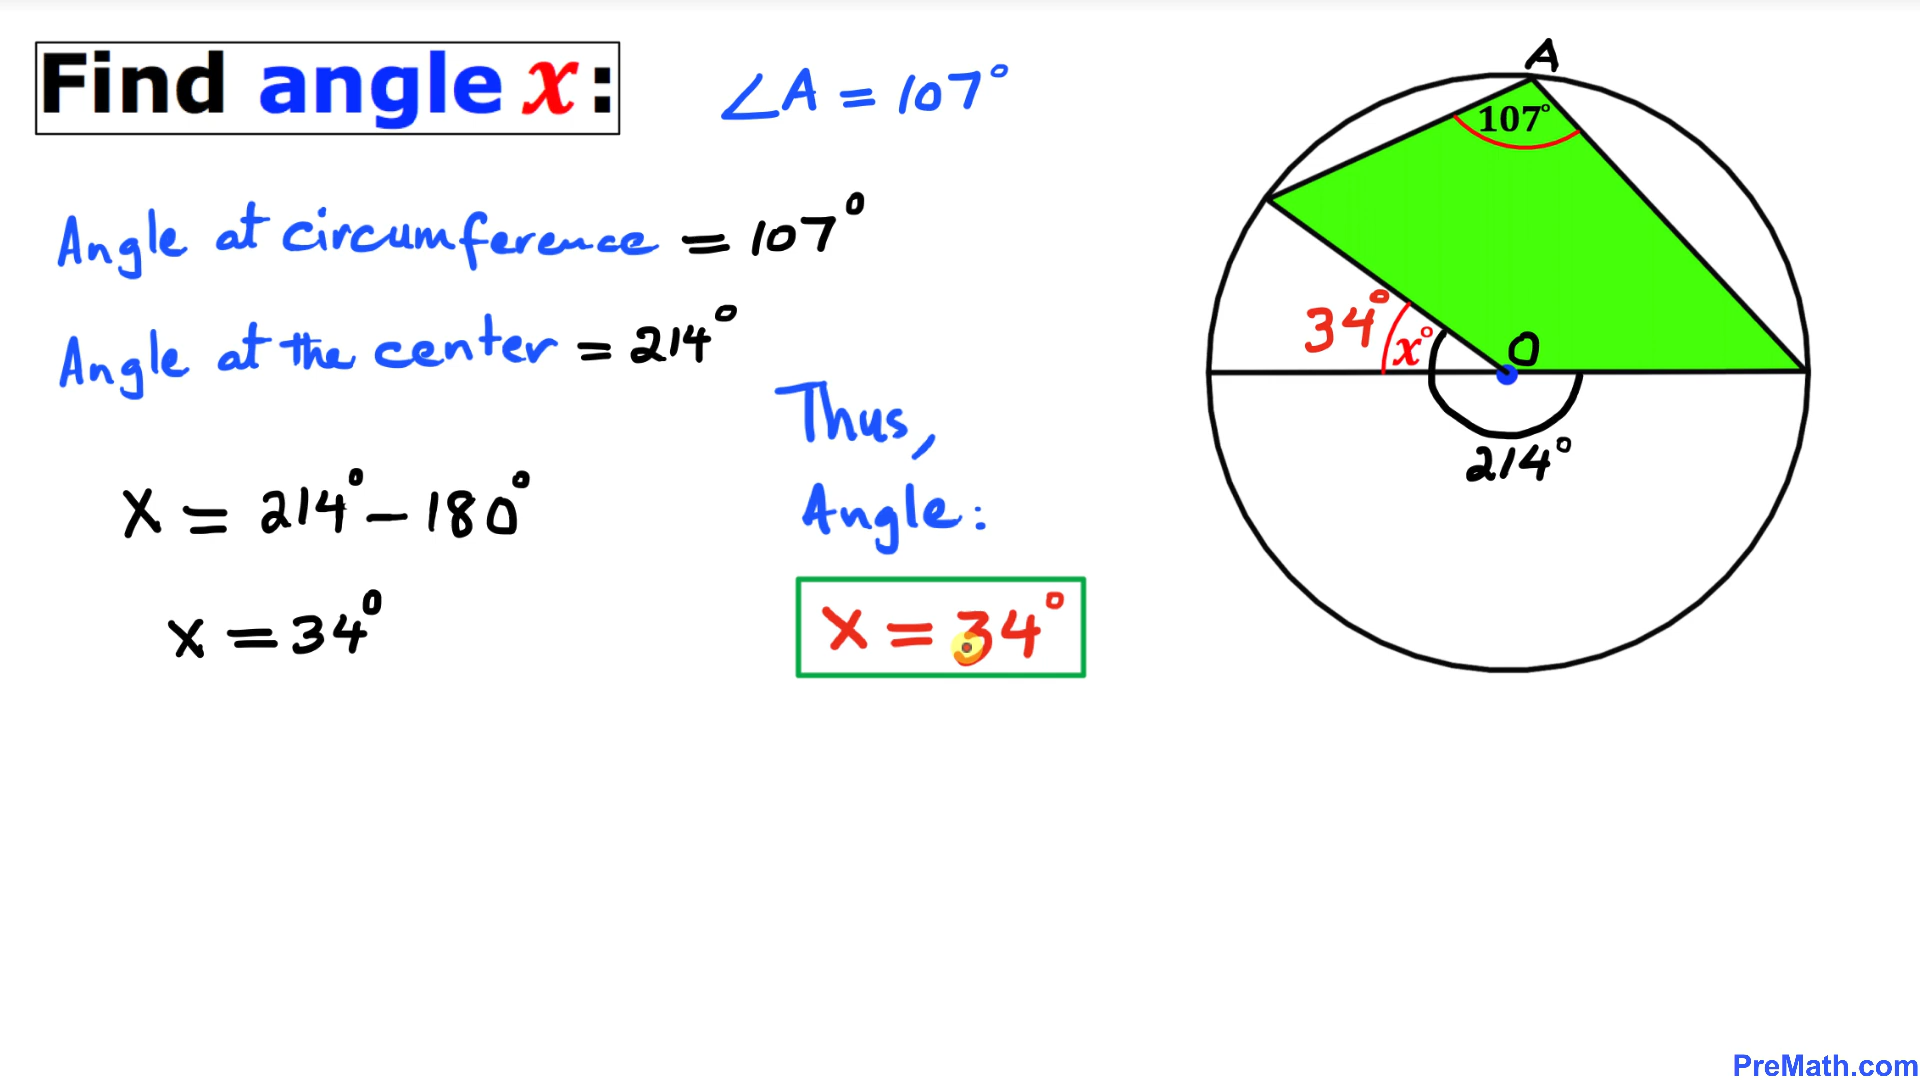 Find angle x:
∠A = 107°
Angle at circumference = 107°
Angle at the center = 214°
x = 214° – 180°
x = 34°
Thus,
Angle:
x = 34°
A
107°
34°
x°
O
214°
PreMath.com